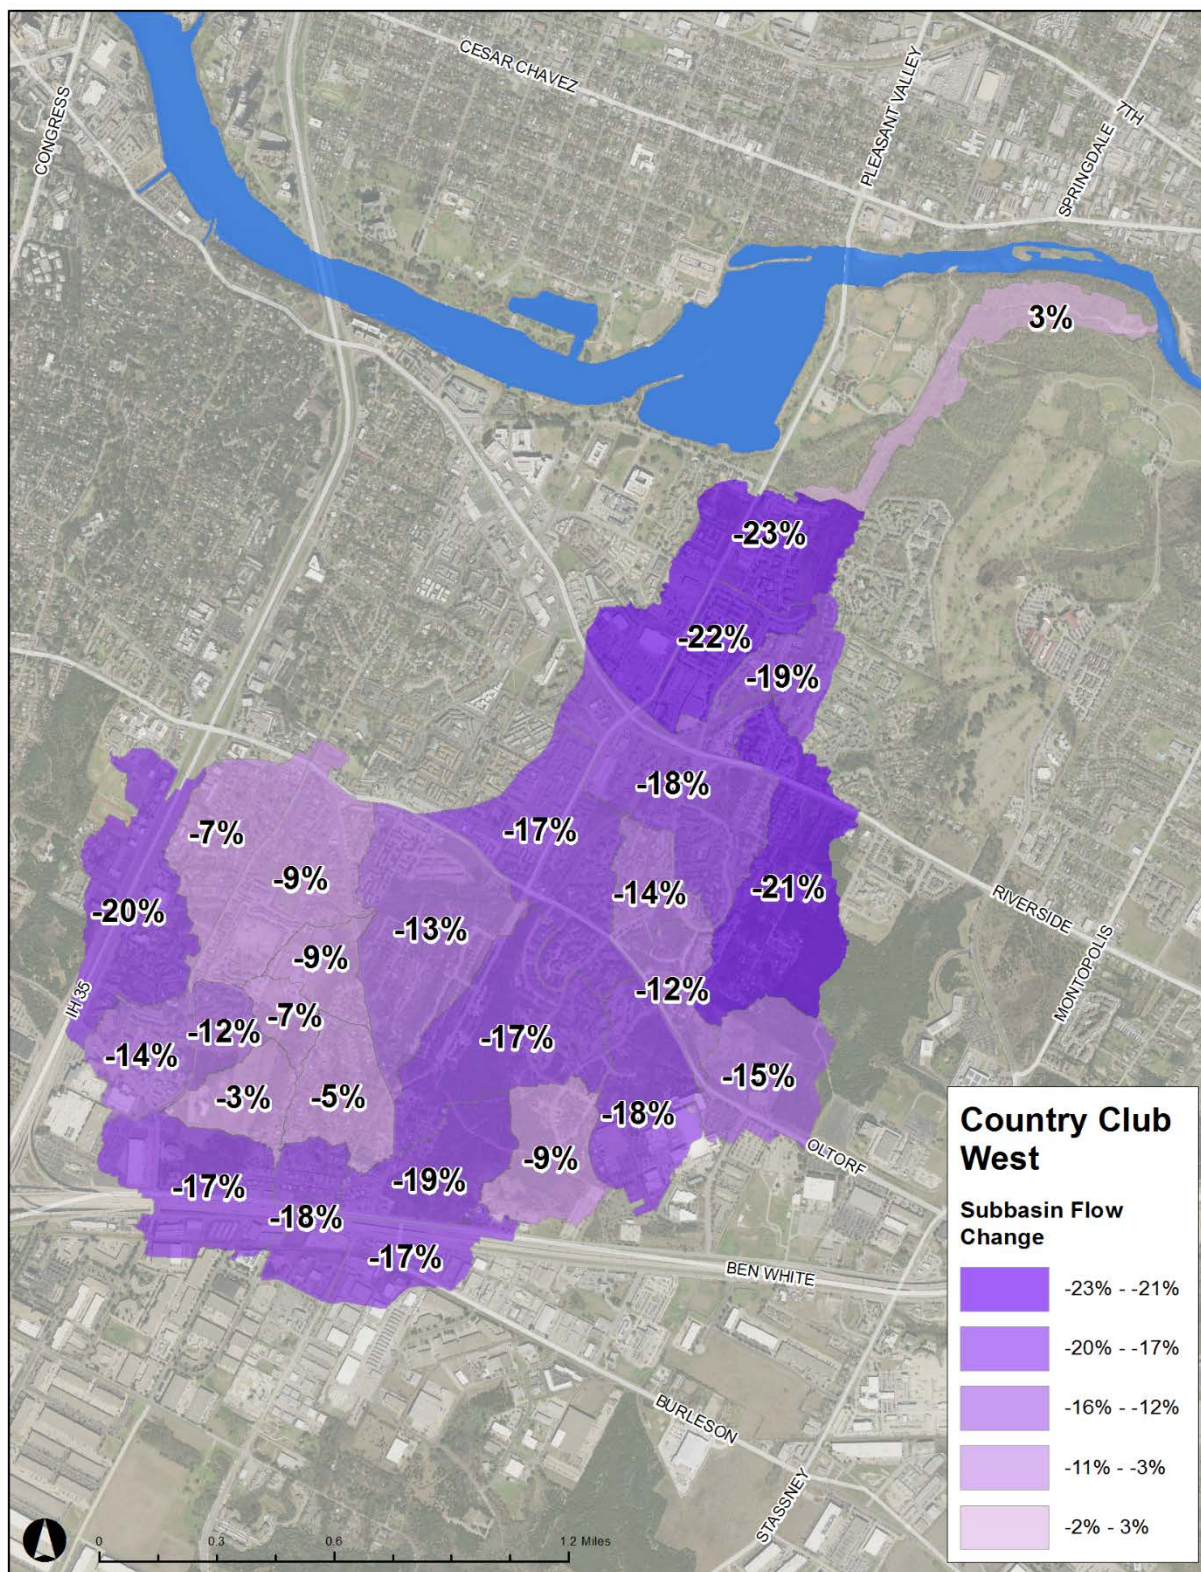 CESAR CHAVEZ
PLEASANT VALLEY
CONGRESS
7TH
SPRINGDALE
3%
-23%
-22%
-19%
-18%
-7%
-17%
-9%
-14%
-21%
-20%
-13%
RIVERSIDE
-9%
MONTOPOLIS
-12%
IH 35
-7%
-12%
-17%
-14%
-15%
-3%
-5%
-18%
OLTORF
-9%
-17%
-19%
-18%
-17%
BEN WHITE
BURLESON
STASSNEY
Country Club
West
Subbasin Flow
Change
-23% - -21%
-20% - -17%
-16% - -12%
-11% - -3%
-2% - 3%
0 0.3 0.6 1.2 Miles